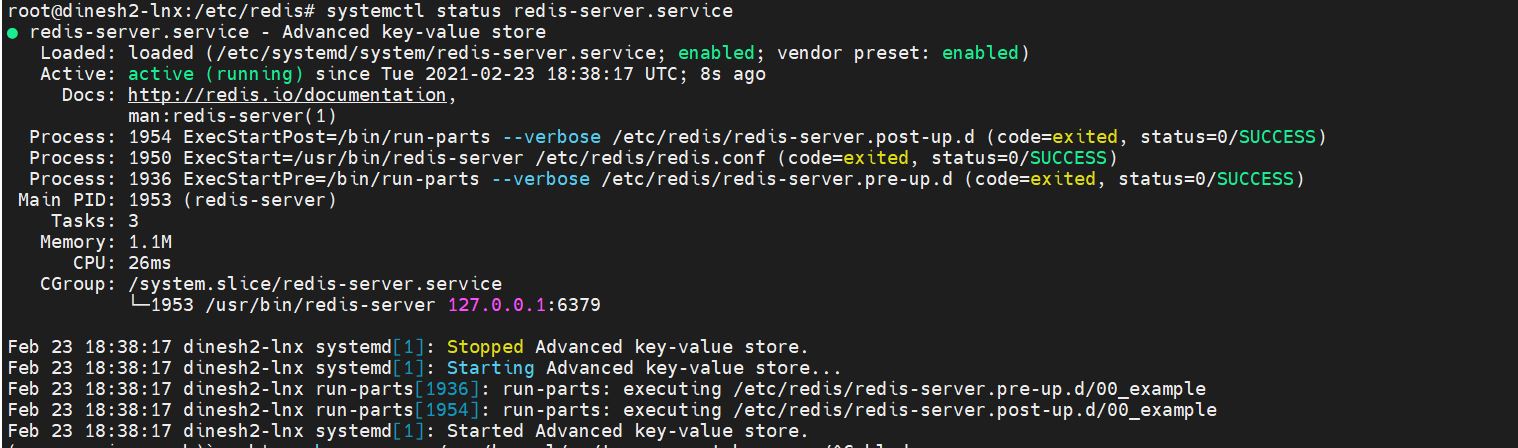 root@dinesh2-lnx:/etc/redis# systemctl status redis-server.service
● redis-server.service - Advanced key-value store
   Loaded: loaded (/etc/systemd/system/redis-server.service; enabled; vendor preset: enabled)
   Active: active (running) since Tue 2021-02-23 18:38:17 UTC; 8s ago
     Docs: http://redis.io/documentation,
           man:redis-server(1)
  Process: 1954 ExecStartPost=/bin/run-parts --verbose /etc/redis/redis-server.post-up.d (code=exited, status=0/SUCCESS)
  Process: 1950 ExecStart=/usr/bin/redis-server /etc/redis/redis.conf (code=exited, status=0/SUCCESS)
  Process: 1936 ExecStartPre=/bin/run-parts --verbose /etc/redis/redis-server.pre-up.d (code=exited, status=0/SUCCESS)
 Main PID: 1953 (redis-server)
    Tasks: 3
   Memory: 1.1M
      CPU: 26ms
   CGroup: /system.slice/redis-server.service
           └─1953 /usr/bin/redis-server 127.0.0.1:6379

Feb 23 18:38:17 dinesh2-lnx systemd[1]: Stopped Advanced key-value store.
Feb 23 18:38:17 dinesh2-lnx systemd[1]: Starting Advanced key-value store...
Feb 23 18:38:17 dinesh2-lnx run-parts[1936]: run-parts: executing /etc/redis/redis-server.pre-up.d/00_example
Feb 23 18:38:17 dinesh2-lnx run-parts[1954]: run-parts: executing /etc/redis/redis-server.post-up.d/00_example
Feb 23 18:38:17 dinesh2-lnx systemd[1]: Started Advanced key-value store.